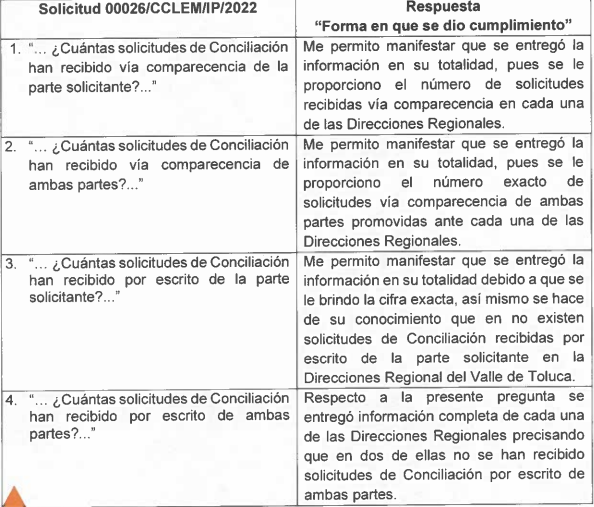 Solicitud 00026/CCLEM/IP/2022
Respuesta
“Forma en que se dio cumplimiento”
1. “... ¿Cuántas solicitudes de Conciliación
han recibido vía comparecencia de la
parte solicitante?...”
Me permito manifestar que se entregó la
información en su totalidad, pues se le
proporciono el número de solicitudes
recibidas vía comparecencia en cada una
de las Direcciones Regionales.
2. “... ¿Cuántas solicitudes de Conciliación
han recibido vía comparecencia de
ambas partes?...”
Me permito manifestar que se entregó la
información en su totalidad, pues se le
proporciono el número exacto de
solicitudes vía comparecencia de ambas
partes promovidas ante cada una de las
Direcciones Regionales.
3. “... ¿Cuántas solicitudes de Conciliación
han recibido por escrito de la parte
solicitante?...”
Me permito manifestar que se entregó la
información en su totalidad debido a que se
le brindo la cifra exacta, así mismo se hace
de su conocimiento que en no existen
solicitudes de Conciliación recibidas por
escrito de la parte solicitante en la
Direcciones Regional del Valle de Toluca.
4. “... ¿Cuántas solicitudes de Conciliación
han recibido por escrito de ambas
partes?...”
Respecto a la presente pregunta se
entregó información completa de cada una
de las Direcciones Regionales precisando
que en dos de ellas no se han recibido
solicitudes de Conciliación por escrito de
ambas partes.